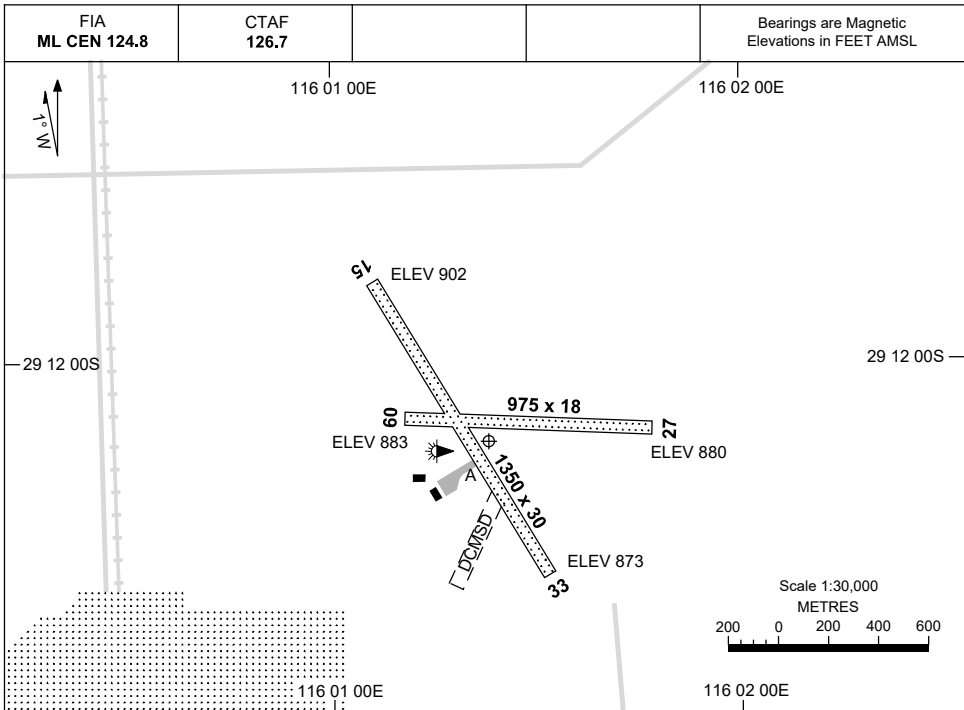 FIA
ML CEN 124.8
CTAF
126.7
Bearings are Magnetic
Elevations in FEET AMSL
116 01 00E
116 02 00E
1° W
15
ELEV 902
29 12 00S
29 12 00S
09
975 x 18
27
ELEV 883
ELEV 880
A
1350 x 30
DCMSD
ELEV 873
33
Scale 1:30,000
METRES
200 0 200 400 600
116 01 00E
116 02 00E